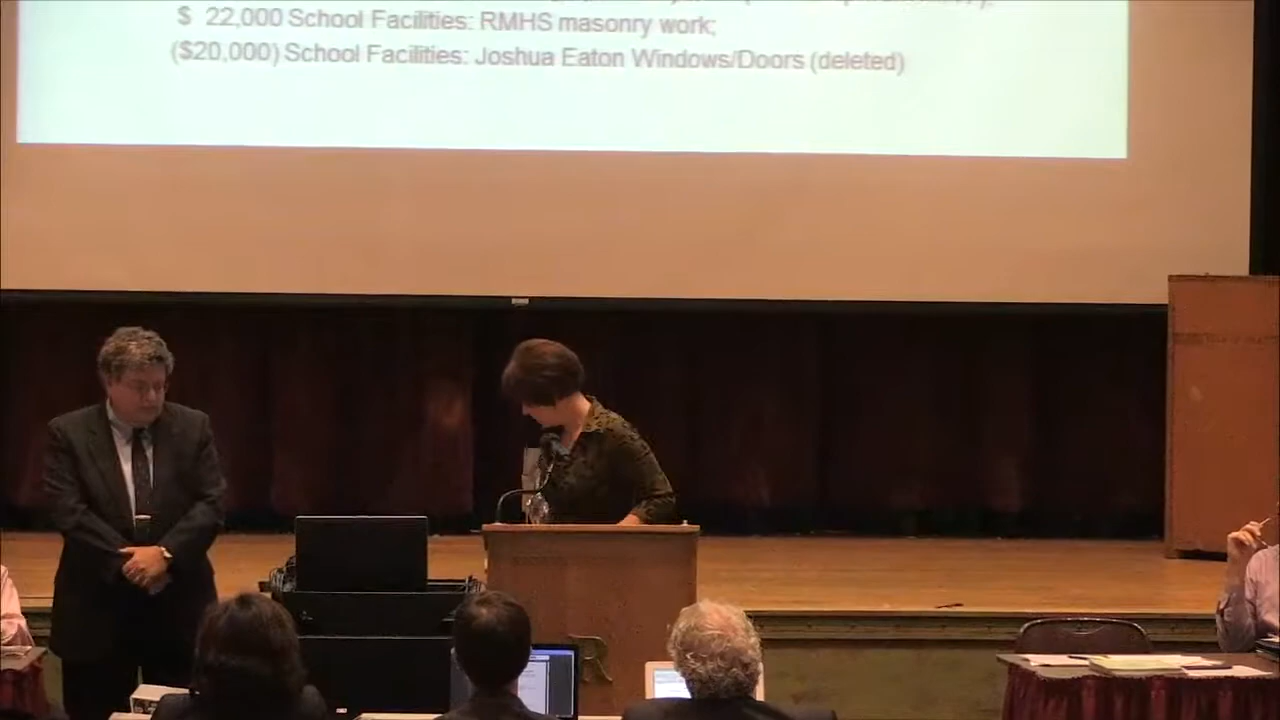 $ 22,000 School Facilities: RMHS masonry work;
($20,000) School Facilities: Joshua Eaton Windows/Doors (deleted)